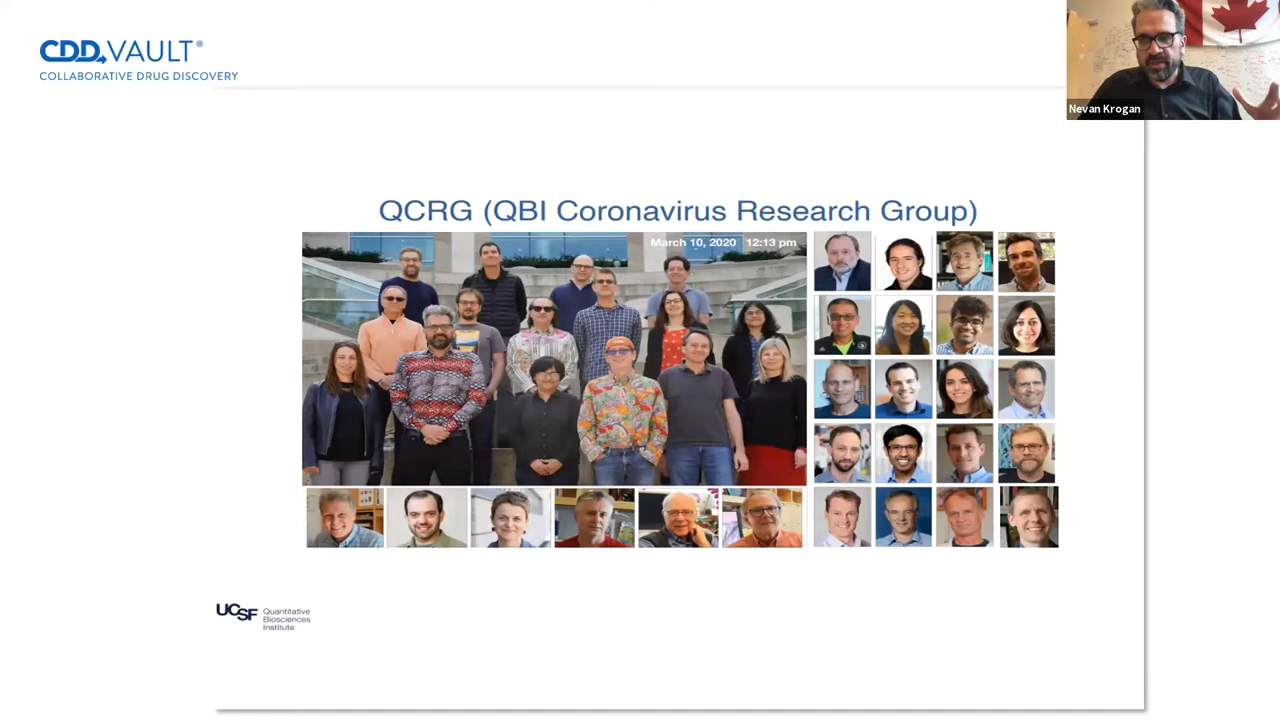 CDD VAULT®
COLLABORATIVE DRUG DISCOVERY
Nevan Krogan
QCRG (QBI Coronavirus Research Group)
March 10, 2020 12:13 pm
UCSF Quantitative
Biosciences
Institute